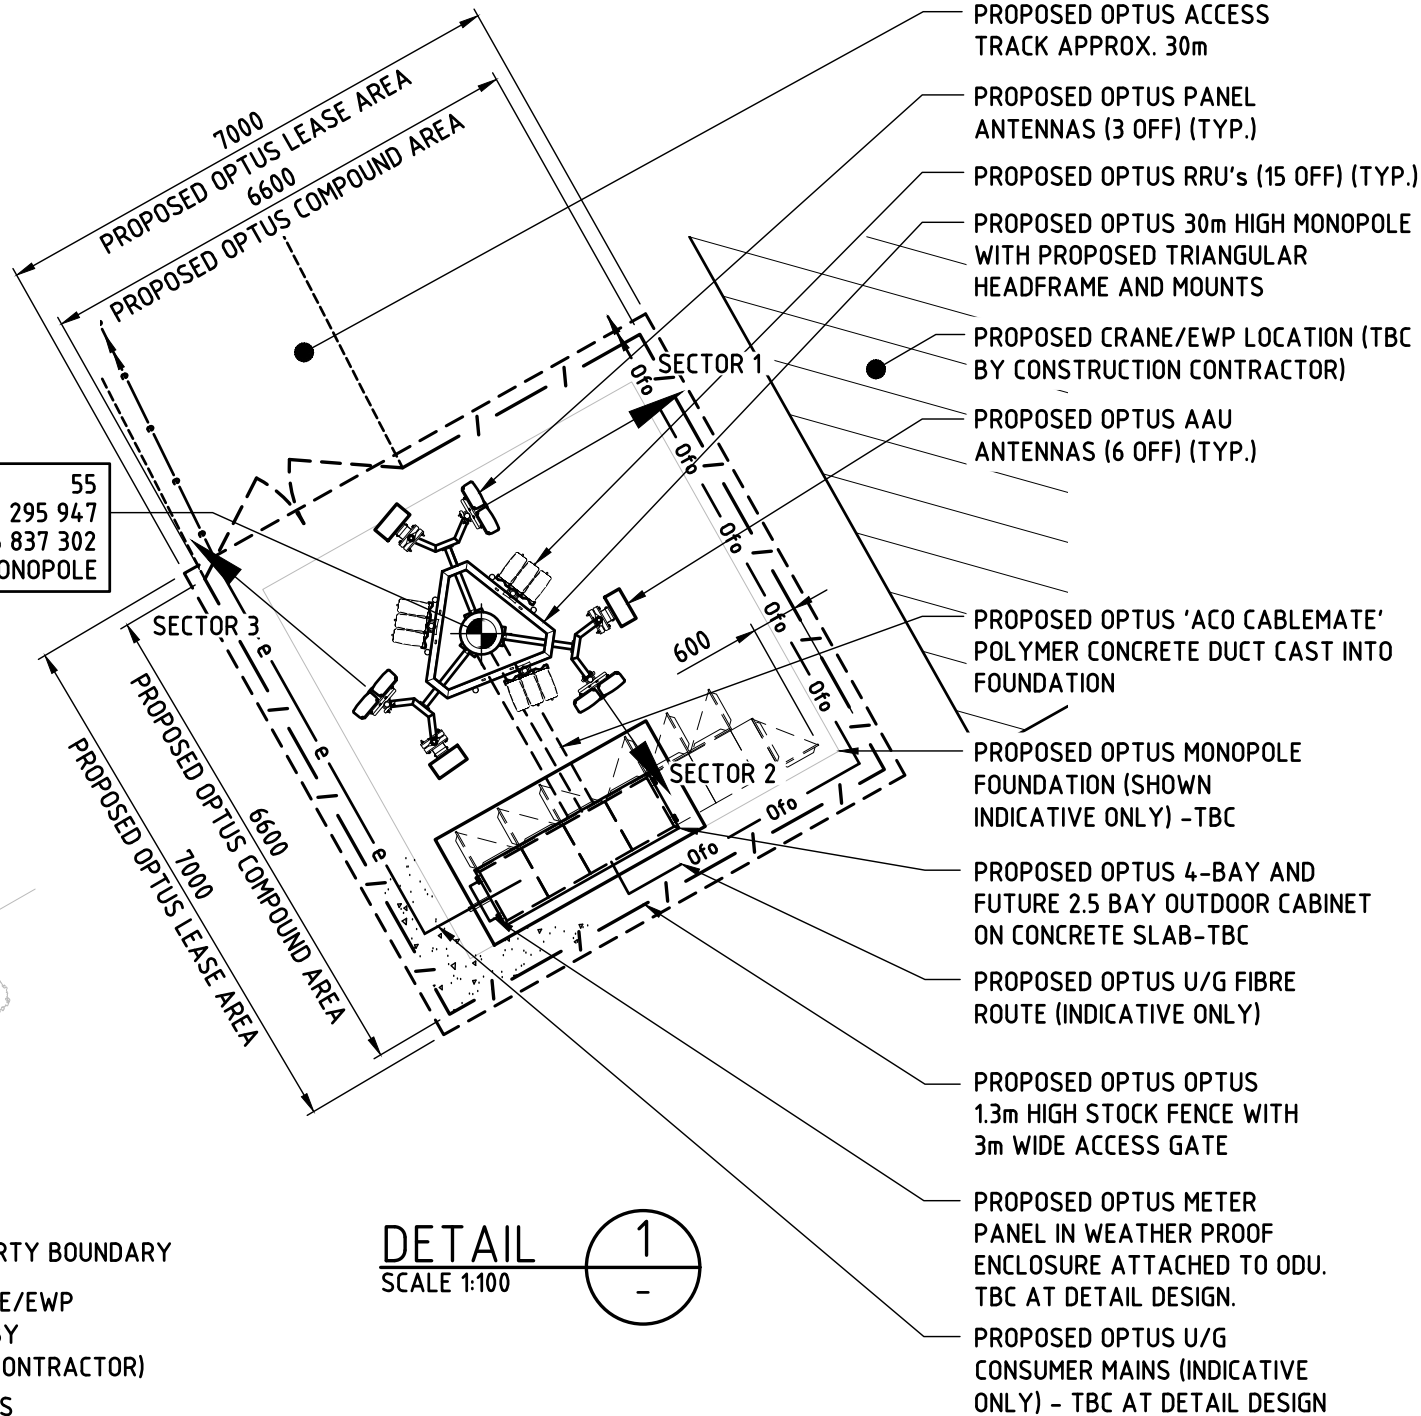 PROPOSED OPTUS ACCESS
TRACK APPROX. 30m
PROPOSED OPTUS PANEL
ANTENNAS (3 OFF) (TYP.)
PROPOSED OPTUS RRU's (15 OFF) (TYP.)
PROPOSED OPTUS 30m HIGH MONOPOLE
WITH PROPOSED TRIANGULAR
HEADFRAME AND MOUNTS
PROPOSED CRANE/EWP LOCATION (TBC
BY CONSTRUCTION CONTRACTOR)
PROPOSED OPTUS AAU
ANTENNAS (6 OFF) (TYP.)
PROPOSED OPTUS 'ACO CABLEMATE'
POLYMER CONCRETE DUCT CAST INTO
FOUNDATION
PROPOSED OPTUS MONOPOLE
FOUNDATION (SHOWN
INDICATIVE ONLY) -TBC
PROPOSED OPTUS 4-BAY AND
FUTURE 2.5 BAY OUTDOOR CABINET
ON CONCRETE SLAB-TBC
PROPOSED OPTUS U/G FIBRE
ROUTE (INDICATIVE ONLY)
PROPOSED OPTUS OPTUS
1.3m HIGH STOCK FENCE WITH
3m WIDE ACCESS GATE
PROPOSED OPTUS METER
PANEL IN WEATHER PROOF
ENCLOSURE ATTACHED TO ODU.
TBC AT DETAIL DESIGN.
PROPOSED OPTUS U/G
CONSUMER MAINS (INDICATIVE
ONLY) - TBC AT DETAIL DESIGN
7000
PROPOSED OPTUS LEASE AREA
6600
PROPOSED OPTUS COMPOUND AREA
55
295 947
837 302
ONOPOLE
SECTOR 1
SECTOR 3
SECTOR 2
600
Ofo
Ofo
Ofo
Ofo
Ofo
Ofo
Ofo
e
e
e
6600
PROPOSED OPTUS COMPOUND AREA
7000
PROPOSED OPTUS LEASE AREA
DETAIL
SCALE 1:100
1
-
RTY BOUNDARY
E/EWP
BY
ONTRACTOR)
S